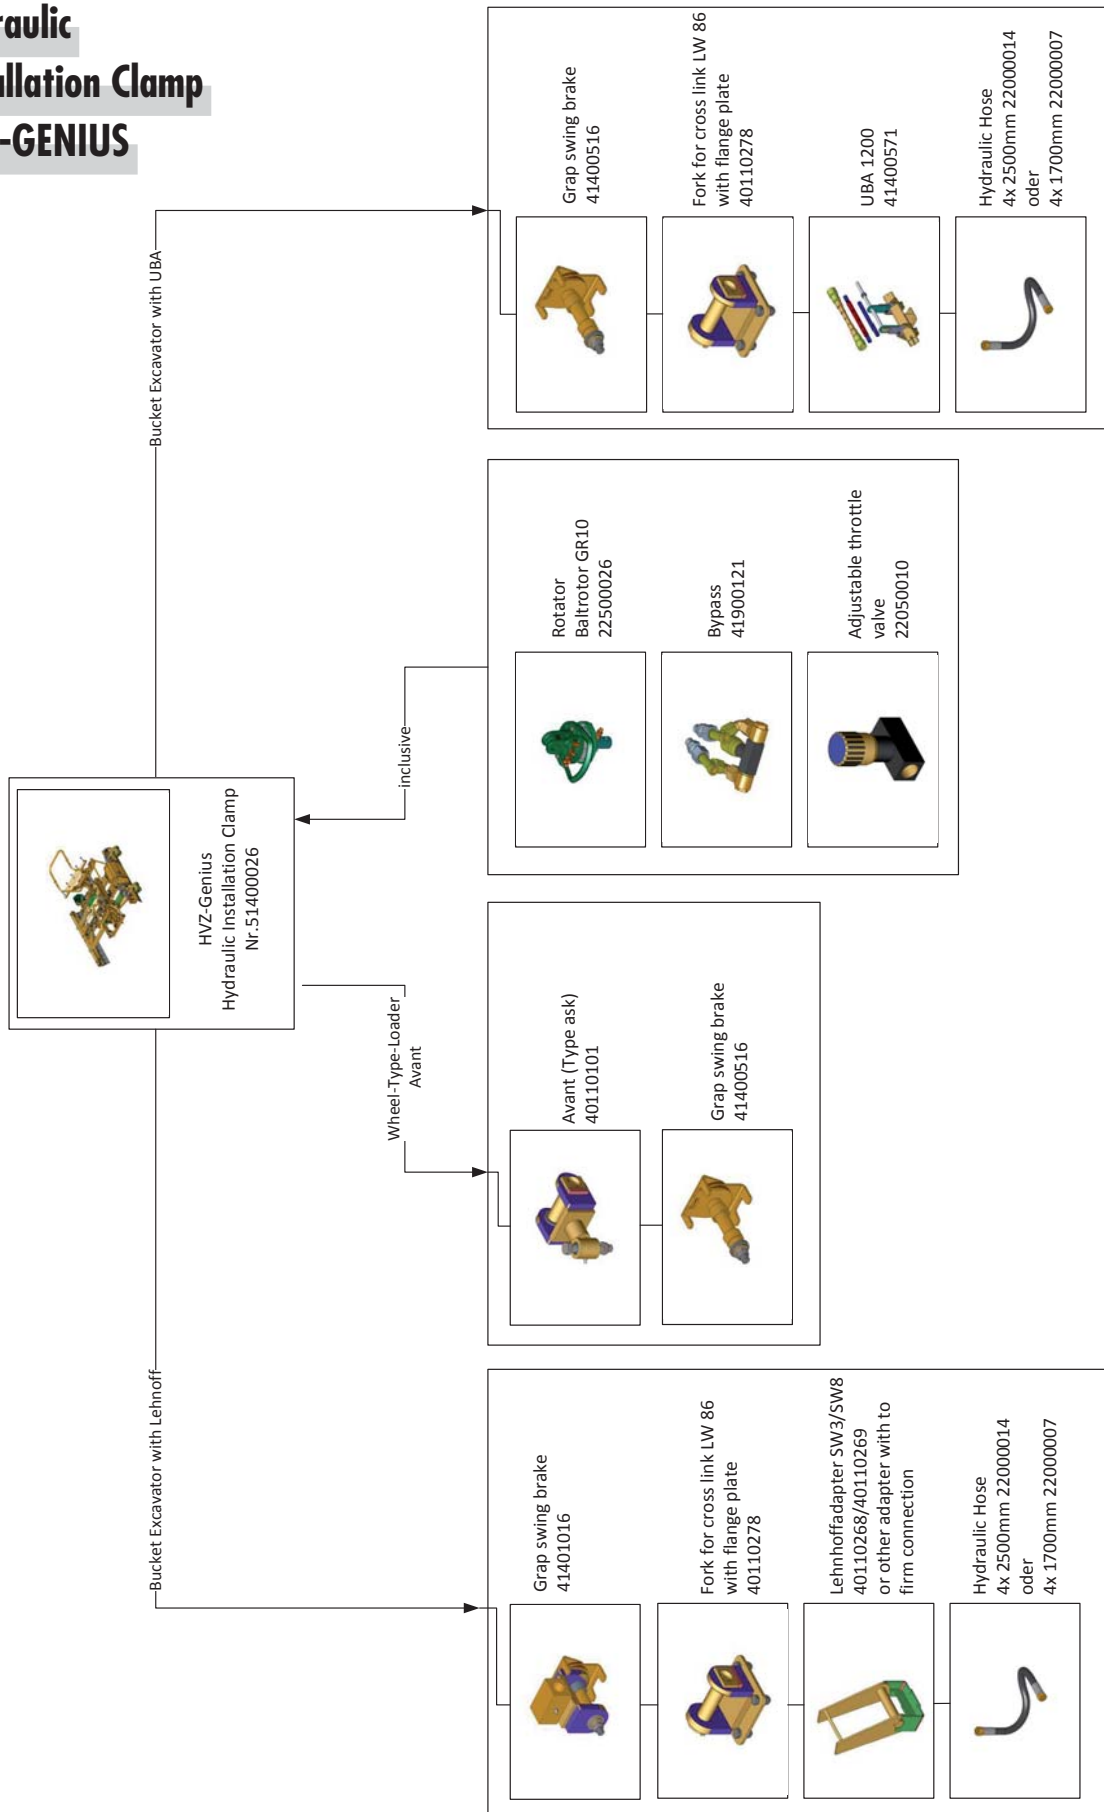 raulic
allation Clamp
-GENIUS
HVZ-Genius
Hydraulic Installation Clamp
Nr.51400026
Bucket Excavator with Lehnoff
Wheel-Type-Loader
Avant
inclusive
Bucket Excavator with UBA
Grap swing brake
41401016
Fork for cross link LW 86
with flange plate
40110278
Lehnhoffadapter SW3/SW8
40110268/40110269
or other adapter with to
firm connection
Hydraulic Hose
4x 2500mm 22000014
oder
4x 1700mm 22000007
Avant (Type ask)
40110101
Grap swing brake
41400516
Rotator
Baltrotor GR10
22500026
Bypass
41900121
Adjustable throttle
valve
22050010
Grap swing brake
41400516
Fork for cross link LW 86
with flange plate
40110278
UBA 1200
41400571
Hydraulic Hose
4x 2500mm 22000014
oder
4x 1700mm 22000007